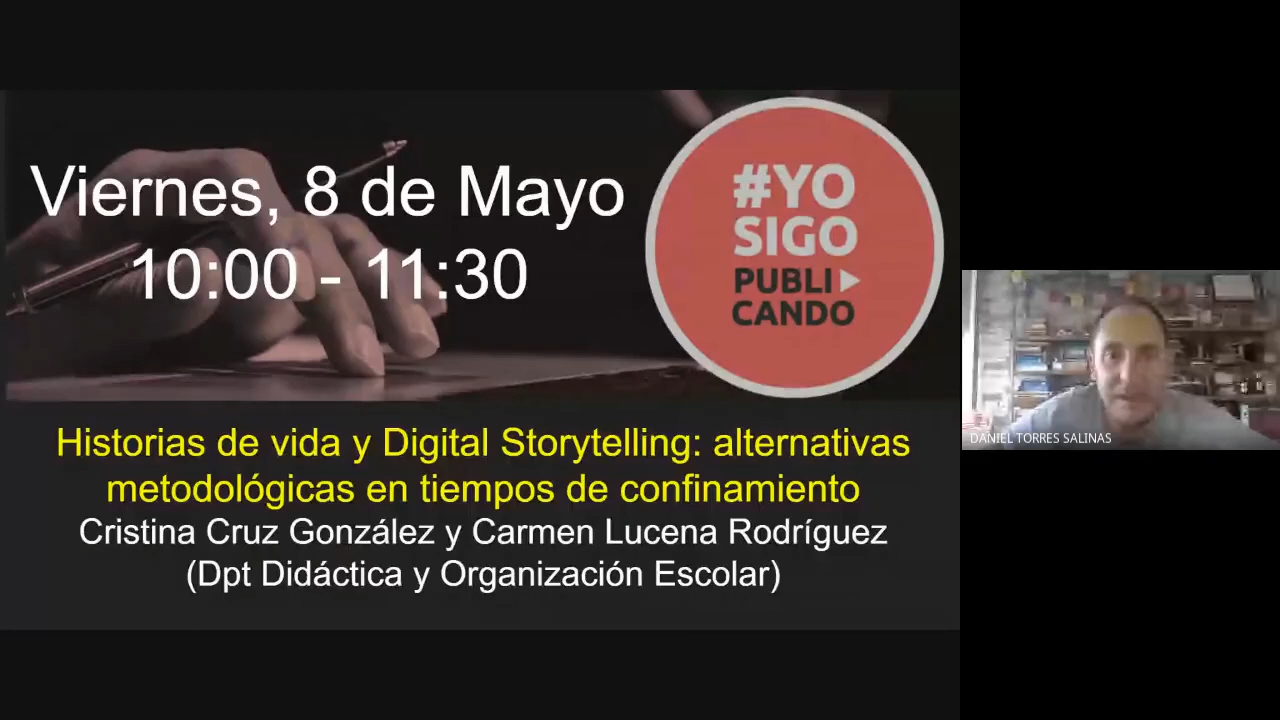 Viernes, 8 de Mayo
10:00 - 11:30
#YO
SIGO
PUBLI
CANDO
Historias de vida y Digital Storytelling: alternativas
metodológicas en tiempos de confinamiento
Cristina Cruz González y Carmen Lucena Rodríguez
(Dpt Didáctica y Organización Escolar)
DANIEL TORRES SALINAS